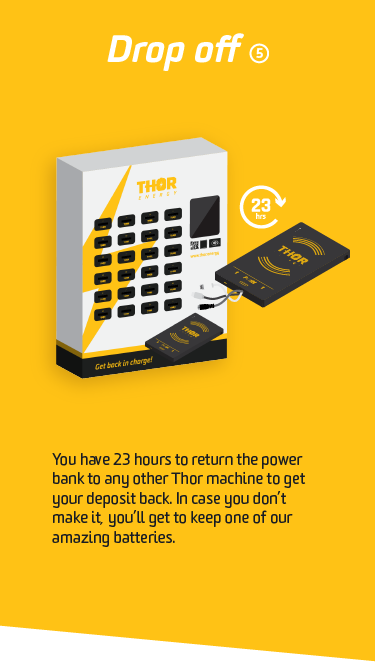 Drop off 5
THOR
ENERGY
23
hrs
THOR
Get back in charge!
You have 23 hours to return the power
bank to any other Thor machine to get
your deposit back. In case you don't
make it, you'll get to keep one of our
amazing batteries.